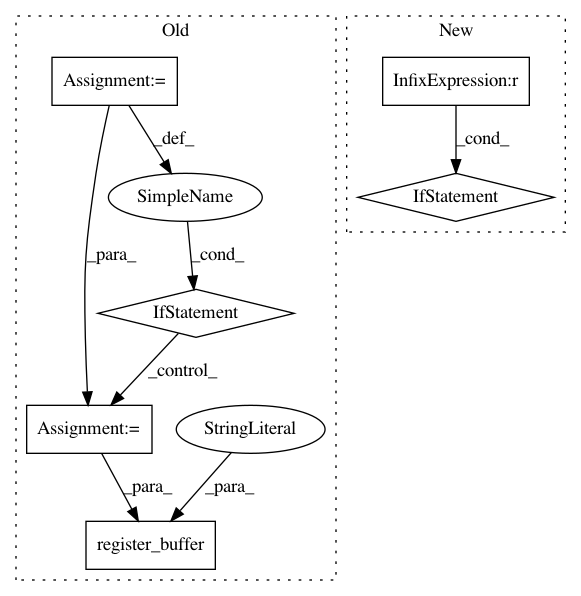 Old
New
Assignment:=
InfixExpression:r
_def_
_cond_
SimpleName
IfStatement
_para_
_cond_
IfStatement
_control_
Assignment:=
StringLiteral
_para_
_para_
register_buffer